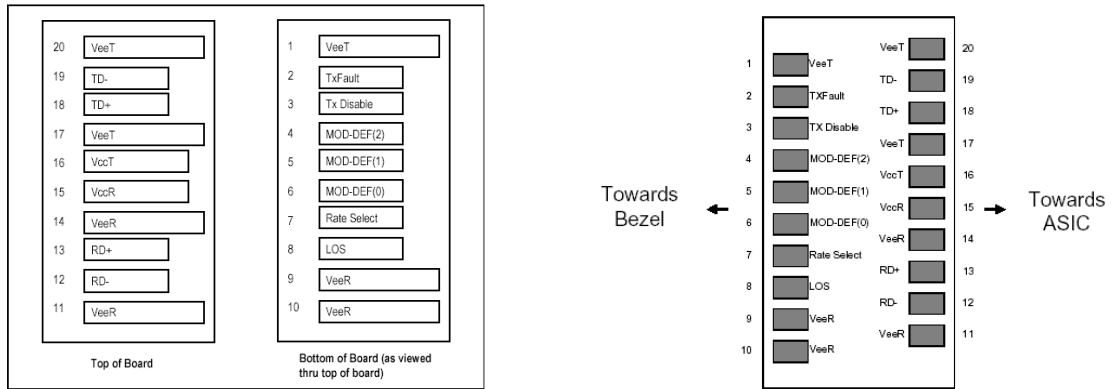 20 VeeT
19 TD-
18 TD+
17 VeeT
16 VccT
15 VccR
14 VeeR
13 RD+
12 RD-
11 VeeR
Top of Board
1 VeeT
2 TxFault
3 Tx Disable
4 MOD-DEF(2)
5 MOD-DEF(1)
6 MOD-DEF(0)
7 Rate Select
8 LOS
9 VeeR
10 VeeR
Bottom of Board (as viewed
thru top of board)
Towards
Bezel
1 VeeT
2 TXFault
3 TX Disable
4 MOD-DEF(2)
5 MOD-DEF(1)
6 MOD-DEF(0)
7 Rate Select
8 LOS
9 VeeR
10 VeeR
VeeT 20
TD- 19
TD+ 18
VeeT 17
VccT 16
VccR 15
VeeR 14
RD+ 13
RD- 12
VeeR 11
Towards
ASIC